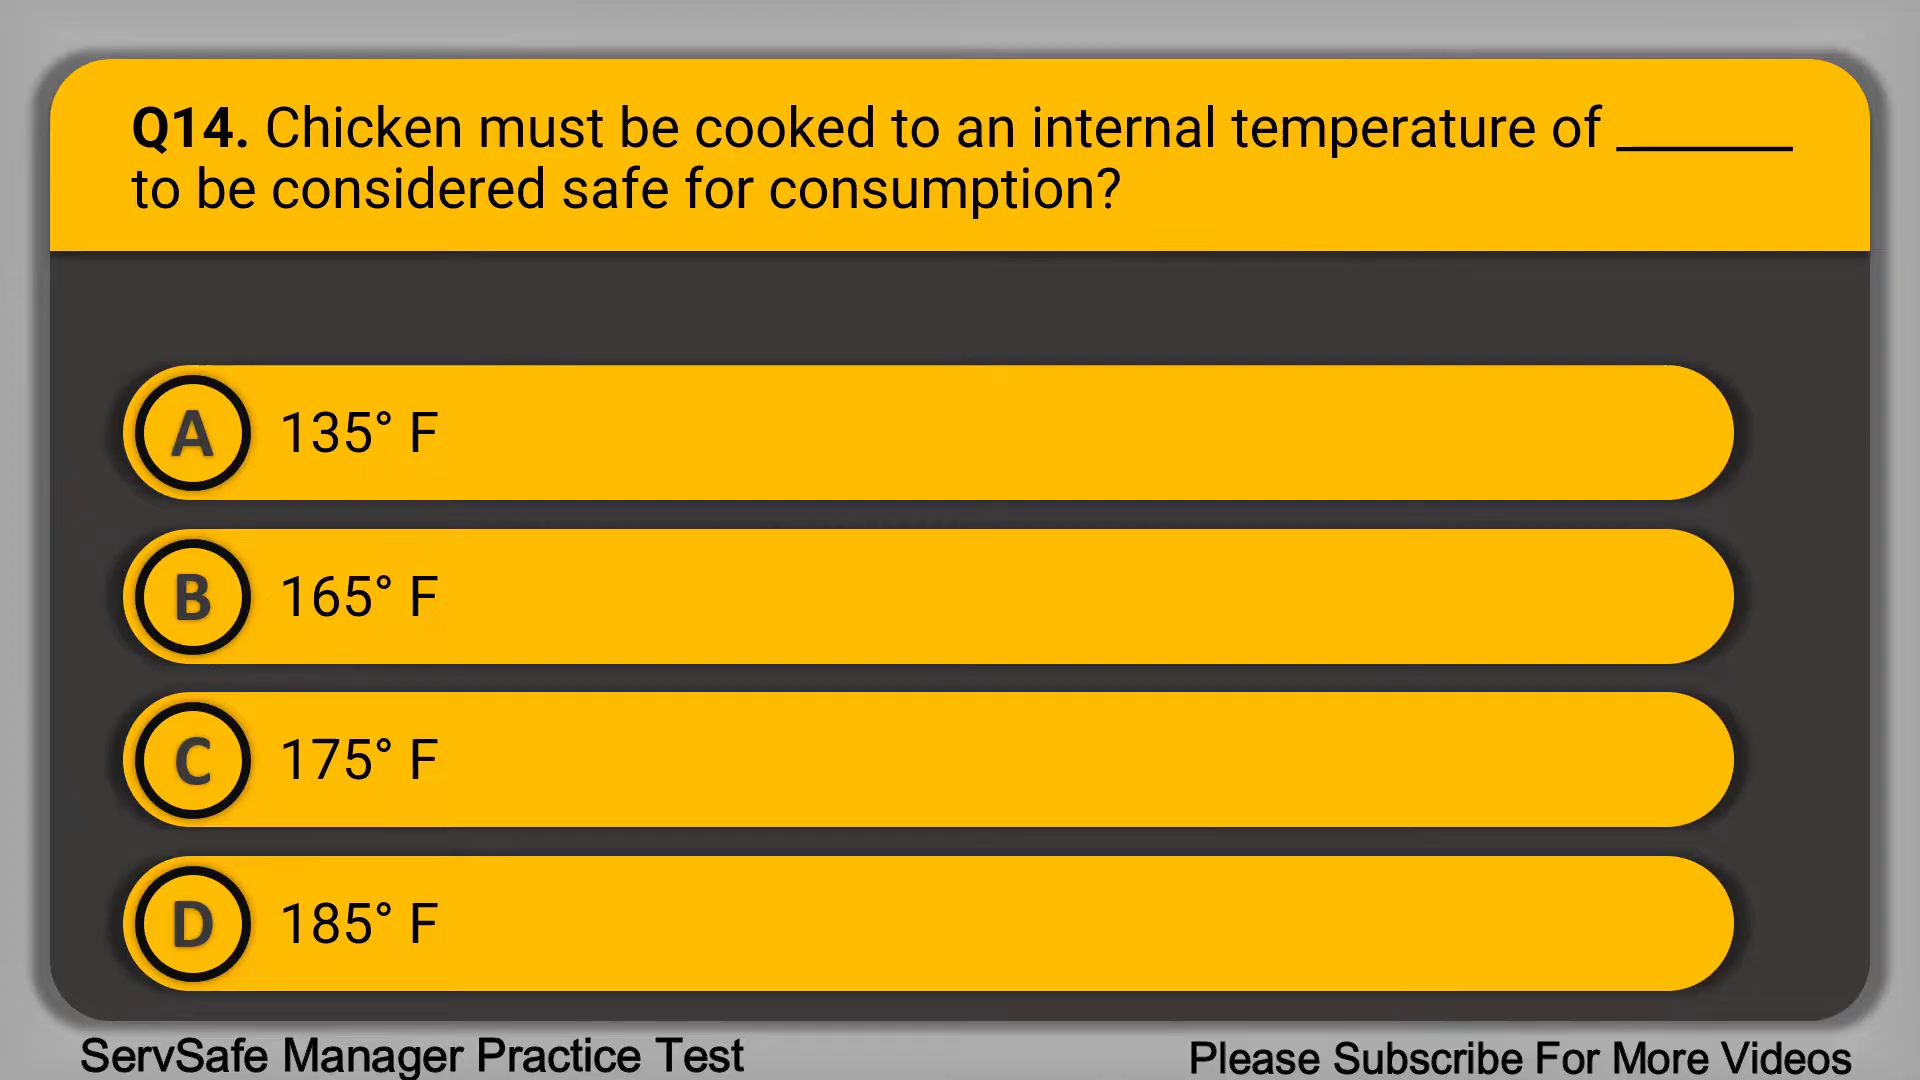 Q14. Chicken must be cooked to an internal temperature of ______
to be considered safe for consumption?
A 135° F
B 165° F
C 175° F
D 185° F
ServSafe Manager Practice Test
Please Subscribe For More Videos